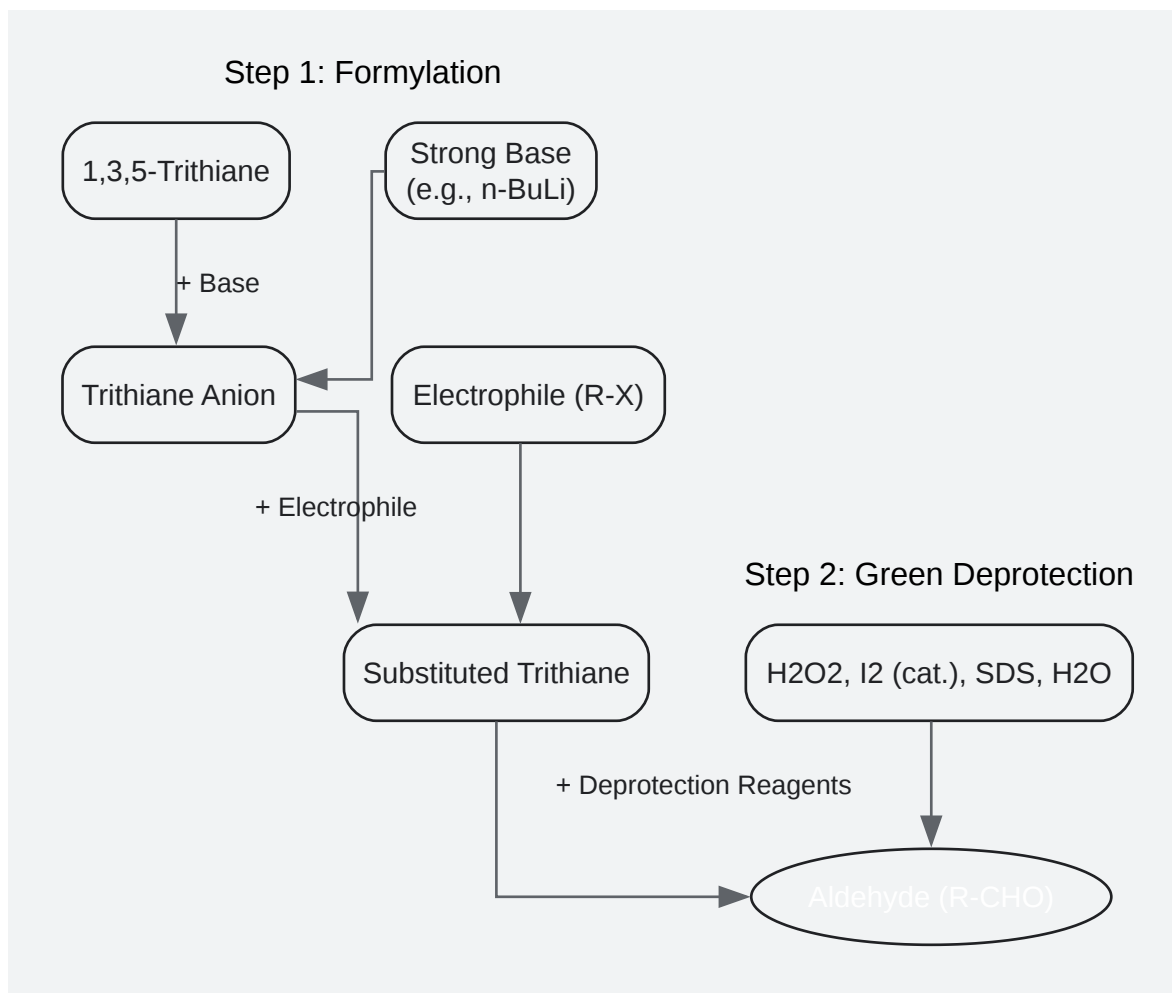 Step 1: Formylation
1,3,5-Trithiane
Strong Base
(e.g., n-BuLi)
+ Base
Trithiane Anion
Electrophile (R-X)
+ Electrophile
Step 2: Green Deprotection
Substituted Trithiane
H2O2, I2 (cat.), SDS, H2O
+ Deprotection Reagents
Aldehyde (R-CHO)